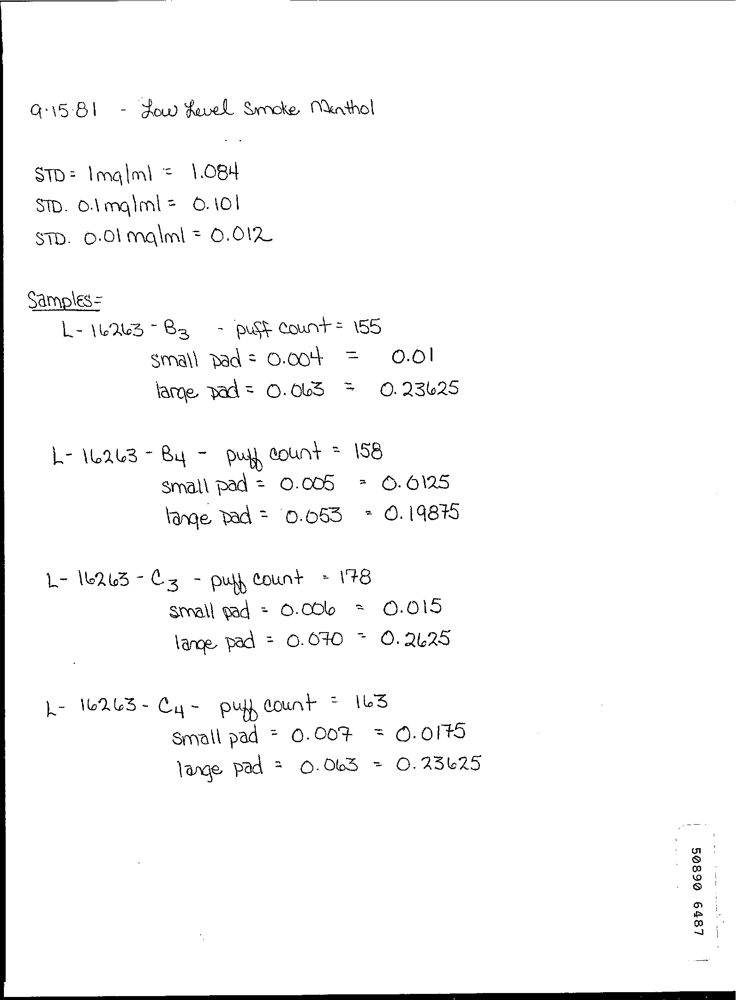 9-15-81 - Low Level Smoke Menthol
STD = 1mg/ml = 1.084
STD. 0.1 mg/ml = 0.101
STD. 0.01 mg/ml = 0.012
Samples=
L-16263-B3 - puff count = 155
small pad = 0.004 = 0.01
large pad = 0.063 = 0.23625
L-16263-B4 - puff count = 158
small pad = 0.005 = 0.0125
large pad = 0.053 = 0.19875
L-16263-C3 - puff count = 178
small pad = 0.006 = 0.015
large pad = 0.070 = 0.2625
L-16263-C4 - puff count = 163
small pad = 0.007 = 0.0175
large pad = 0.063 = 0.23625
50890 6487